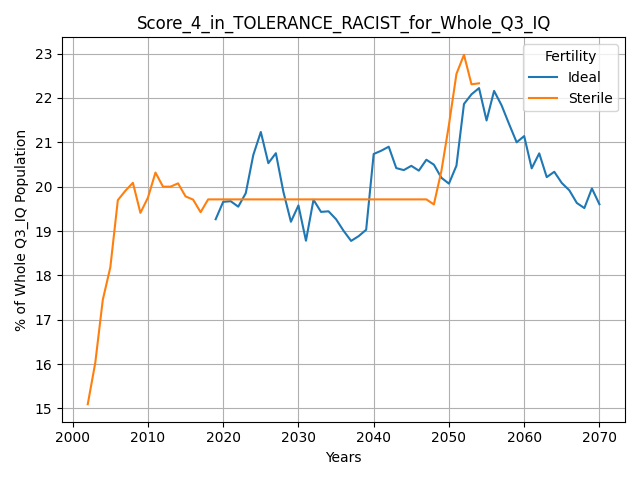 Score_4_in_TOLERANCE_RACIST_for_Whole_Q3_IQ
Fertility
Ideal
Sterile
% of Whole Q3_IQ Population
23
22
21
20
19
18
17
16
15
2000
2010
2020
2030
2040
2050
2060
2070
Years